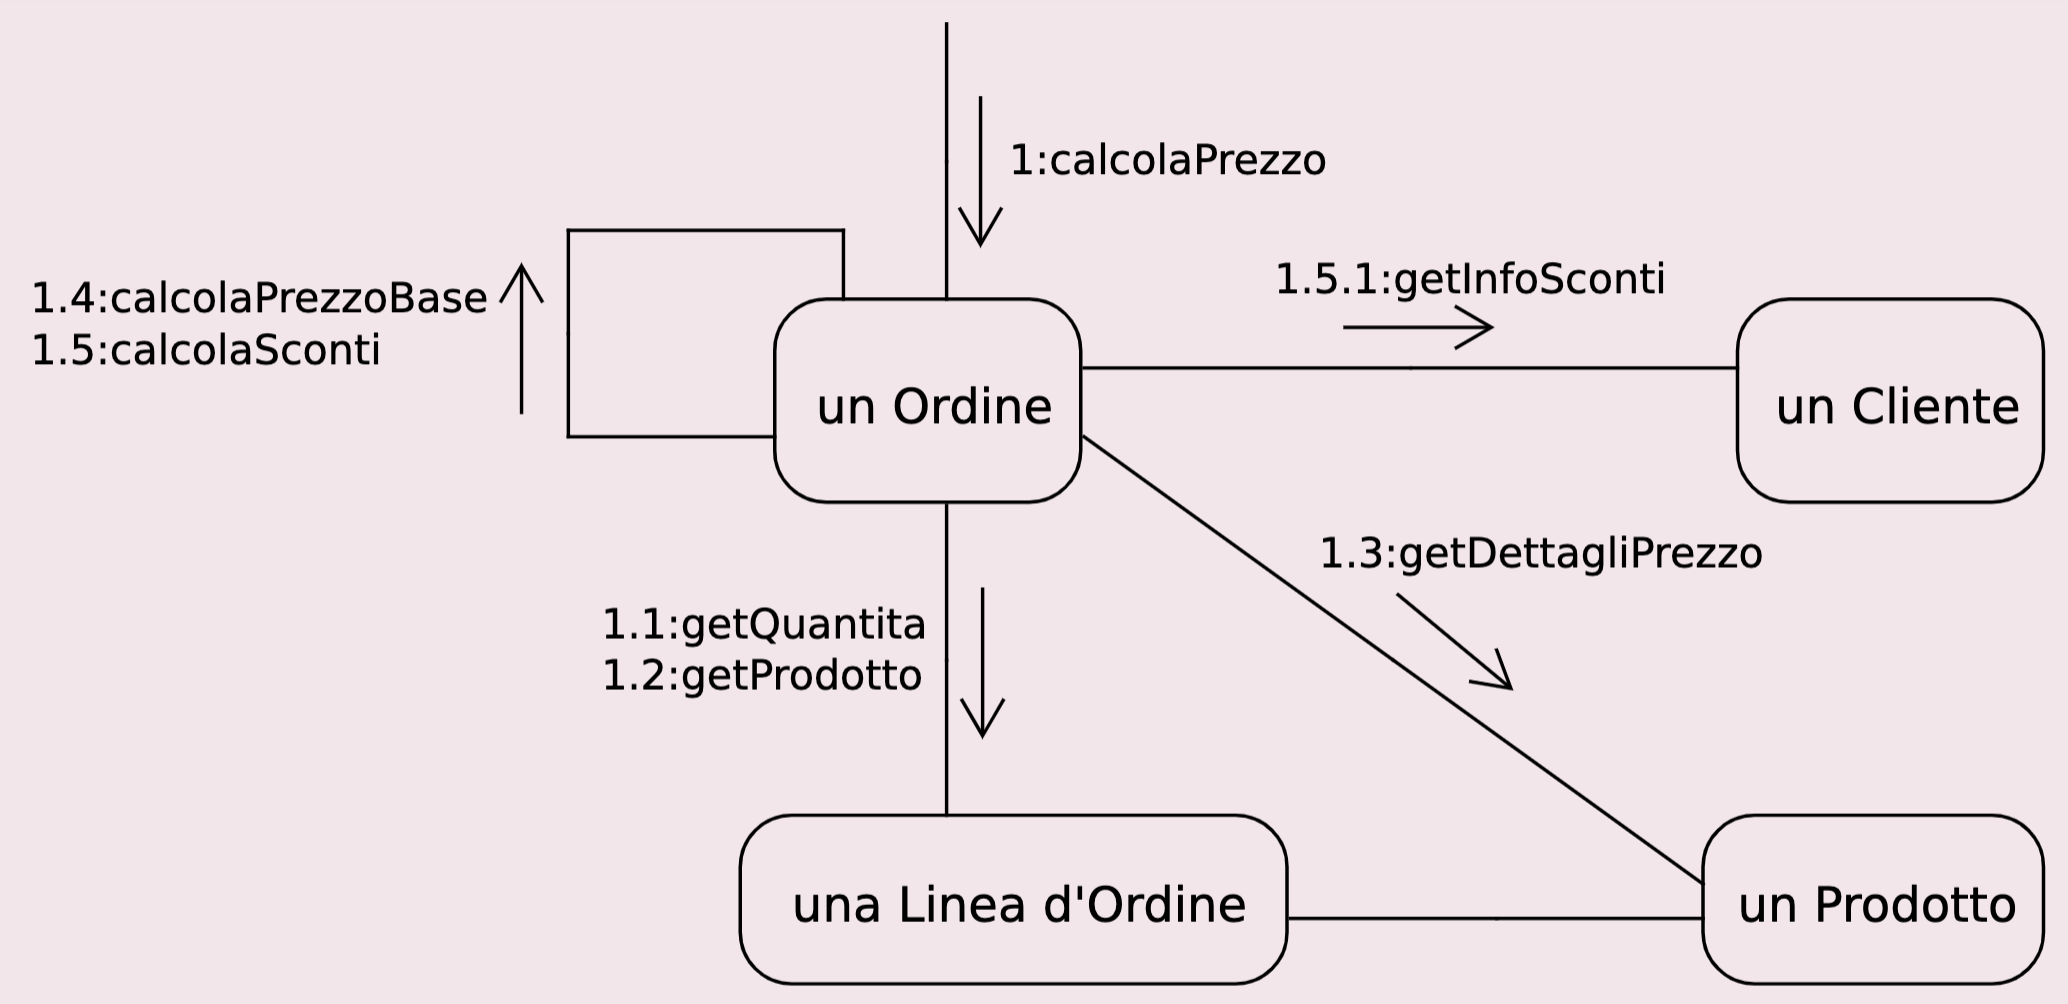 1:calcolaPrezzo
1.5.1:getInfoSconti
1.4:calcolaPrezzoBase
1.5:calcolaSconti
un Ordine
un Cliente
1.3:getDettagliPrezzo
1.1:getQuantita
1.2:getProdotto
una Linea d'Ordine
un Prodotto